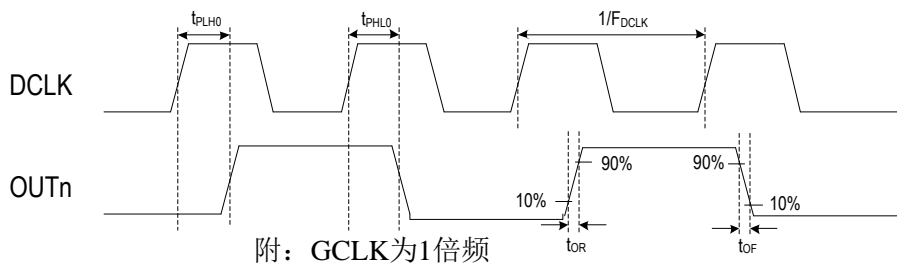 tPLH0 tPHL0 1/FDCLK
DCLK
90% 90%
OUTn
10% 10%
tOR tOF
附：GCLK为1倍频